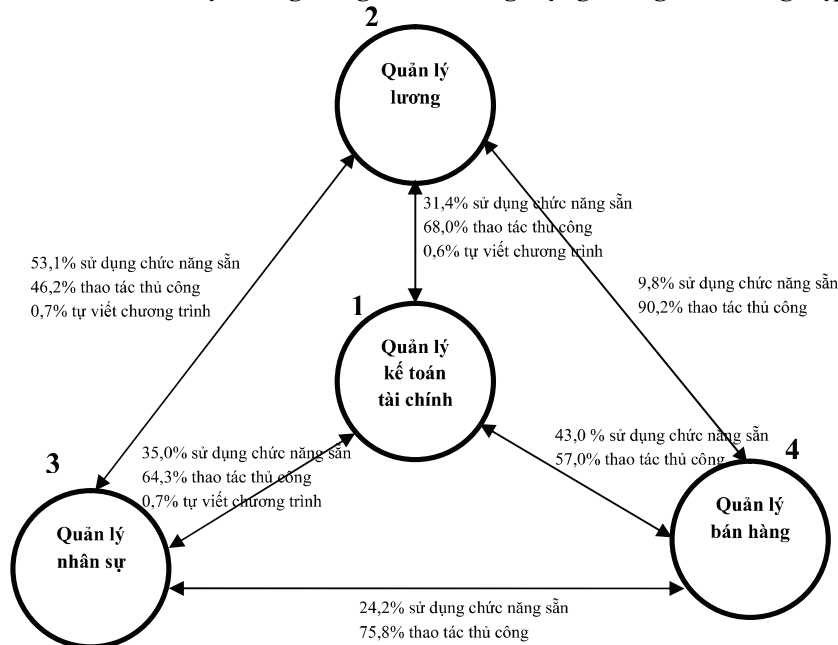 2
Quản lý
lương
31,4% sử dụng chức năng sẵn
68,0% thao tác thủ công
0,6% tự viết chương trình
53,1% sử dụng chức năng sẵn
46,2% thao tác thủ công
0,7% tự viết chương trình
9,8% sử dụng chức năng sẵn
90,2% thao tác thủ công
1
Quản lý
kế toán
tài chính
35,0% sử dụng chức năng sẵn
64,3% thao tác thủ công
0,7% tự viết chương trình
43,0 % sử dụng chức năng sẵn
57,0% thao tác thủ công
3
Quản lý
nhân sự
4
Quản lý
bán hàng
24,2% sử dụng chức năng sẵn
75,8% thao tác thủ công